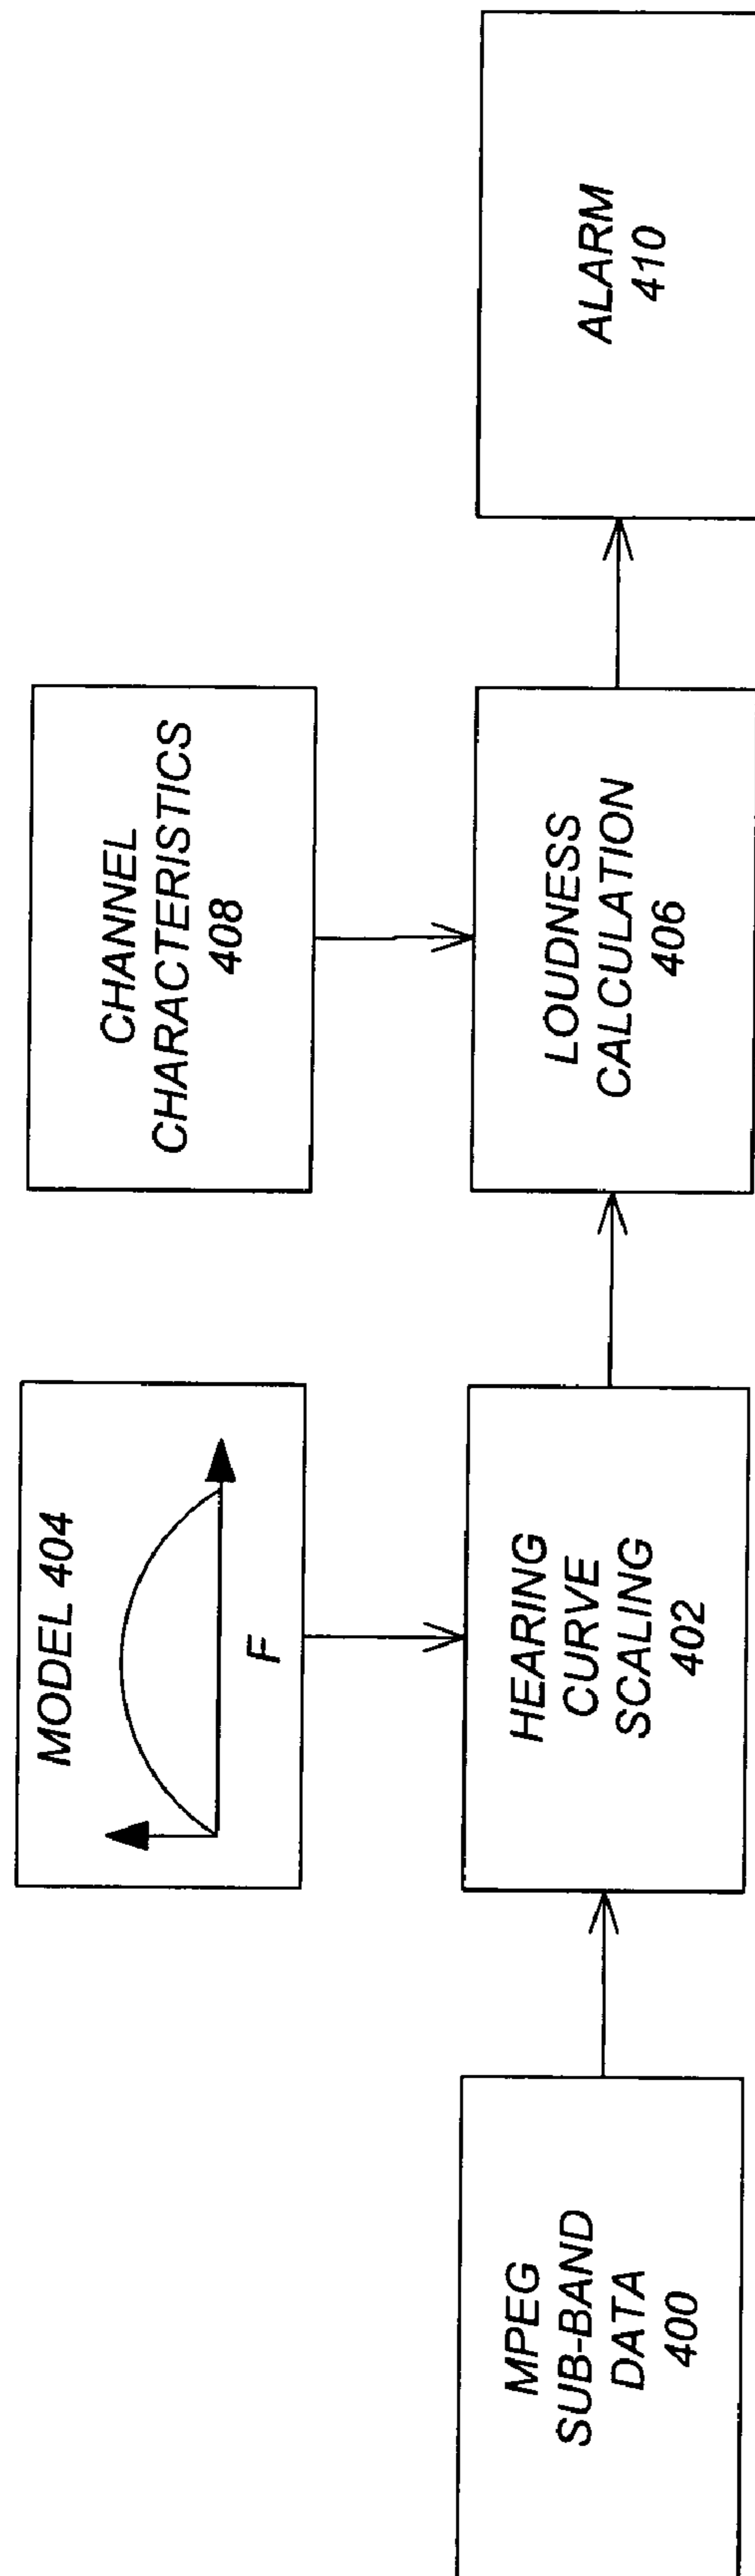 MODEL 404
F
CHANNEL
CHARACTERISTICS
408
MPEG
SUB-BAND
DATA
400
HEARING
CURVE
SCALING
402
LOUDNESS
CALCULATION
406
ALARM
410